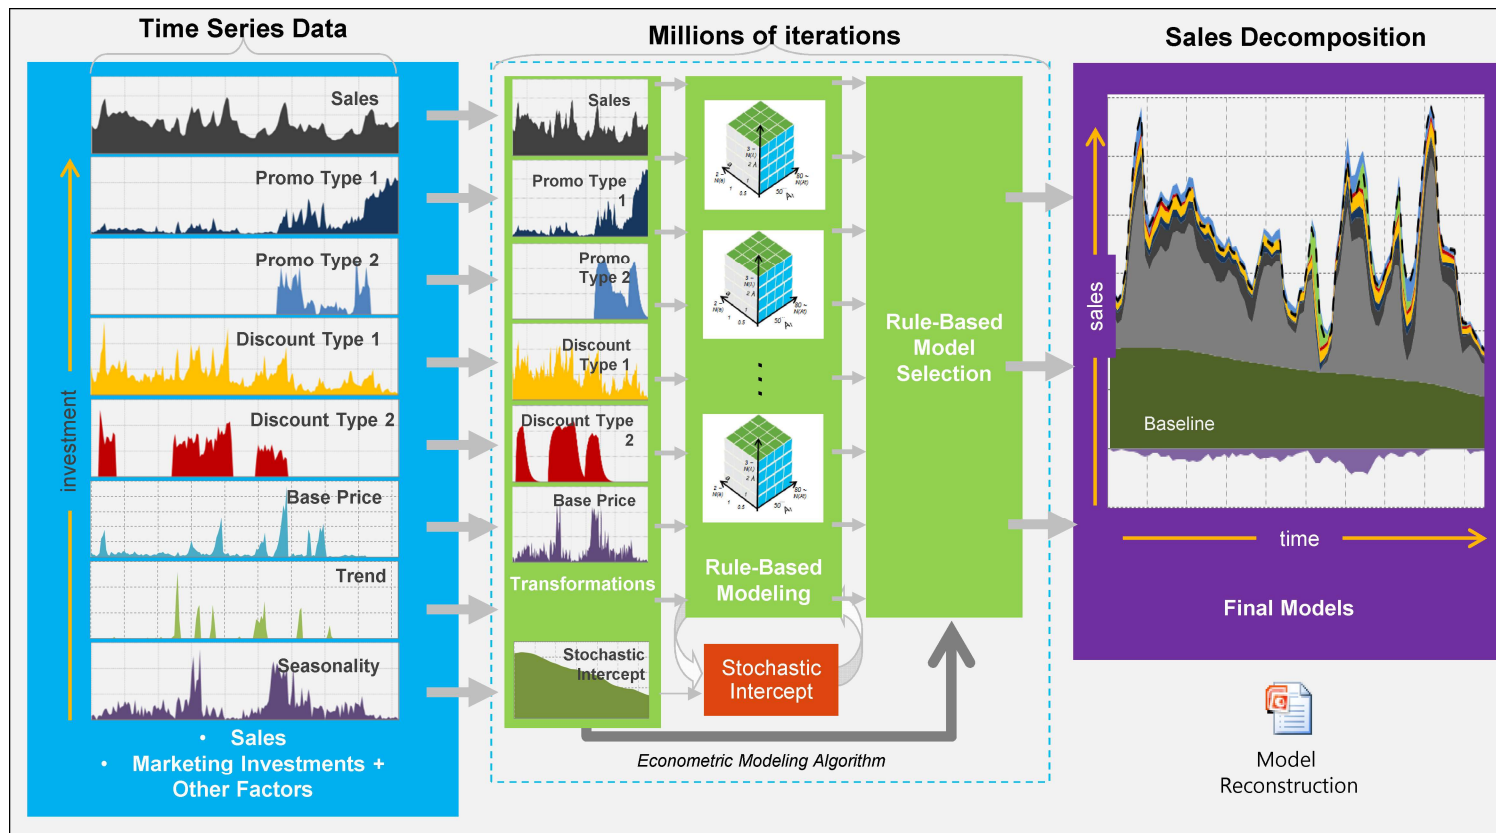 Time Series Data
Sales
Promo Type 1
Promo Type 2
Discount Type 1
Discount Type 2
Base Price
Trend
Seasonality
investment
• Sales
• Marketing Investments +
Other Factors
Millions of iterations
Sales
Promo Type
1
Promo
Type 2
Discount
Type 1
Discount Type
2
Base Price
Transformations
Stochastic
Intercept
Rule-Based
Modeling
Stochastic
Intercept
Rule-Based
Model
Selection
Econometric Modeling Algorithm
Sales Decomposition
sales
Baseline
time
Final Models
Model
Reconstruction